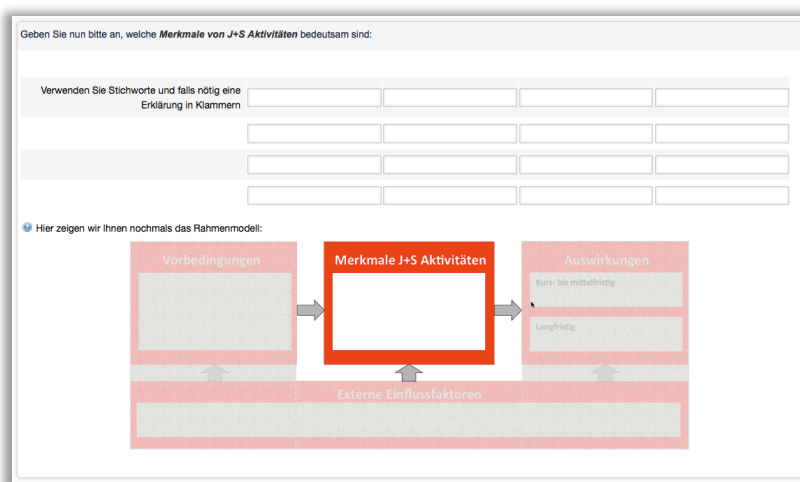 Geben Sie nun bitte an, welche Merkmale von J+S Aktivitäten bedeutsam sind:
Verwenden Sie Stichworte und falls nötig eine
Erklärung in Klammern
Hier zeigen wir Ihnen nochmals das Rahmenmodell:
Vorbedingungen
Merkmale J+S Aktivitäten
Auswirkungen
Kurz- bis mittelfristig
Langfristig
Externe Einflussfaktoren